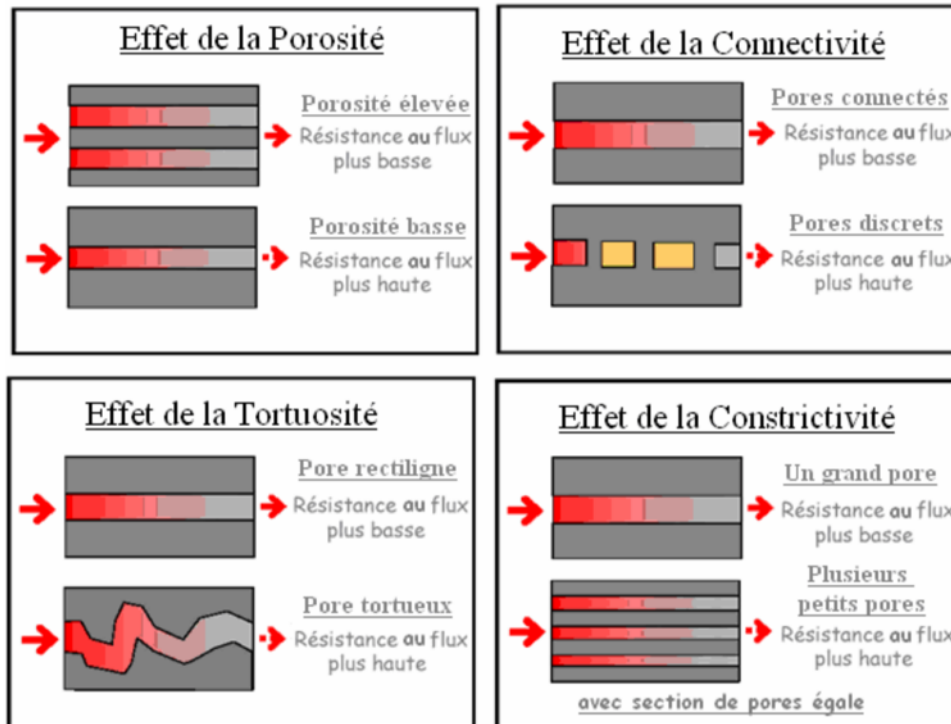 Effet de la Porosité
Porosité élevée
Résistance au flux
plus basse
Porosité basse
Résistance au flux
plus haute
Effet de la Connectivité
Pores connectés
Résistance au flux
plus basse
Pores discrets
Résistance au flux
plus haute
Effet de la Tortuosité
Pore rectiligne
Résistance au flux
plus basse
Pore tortueux
Résistance au flux
plus haute
Effet de la Constrictivité
Un grand pore
Résistance au flux
plus basse
Plusieurs
petits pores
Résistance au flux
plus haute
avec section de pores égale